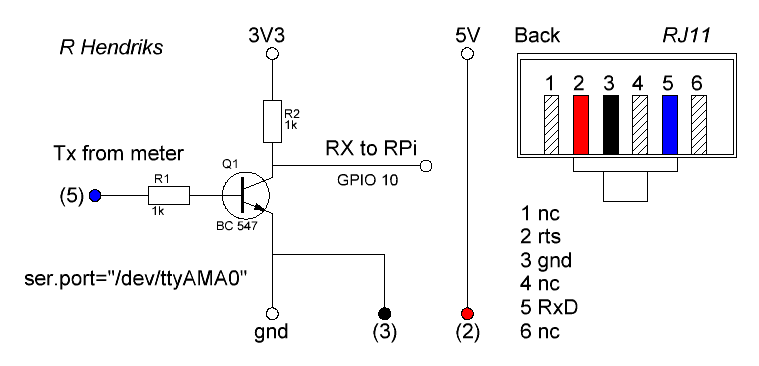 R Hendriks
3V3
5V
Back
RJ11
1 2 3 4 5 6
R2
1k
Tx from meter
Q1
RX to RPi
GPIO 10
(5)
R1
1k
BC 547
ser.port="/dev/ttyAMA0"
gnd
(3)
(2)
1 nc
2 rts
3 gnd
4 nc
5 RxD
6 nc